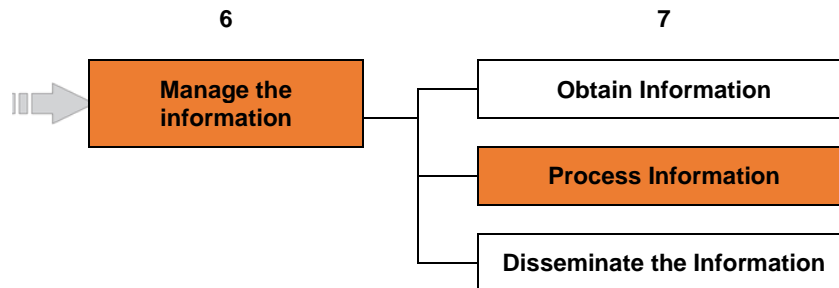 6
7
Manage the
information
Obtain Information
Process Information
Disseminate the Information